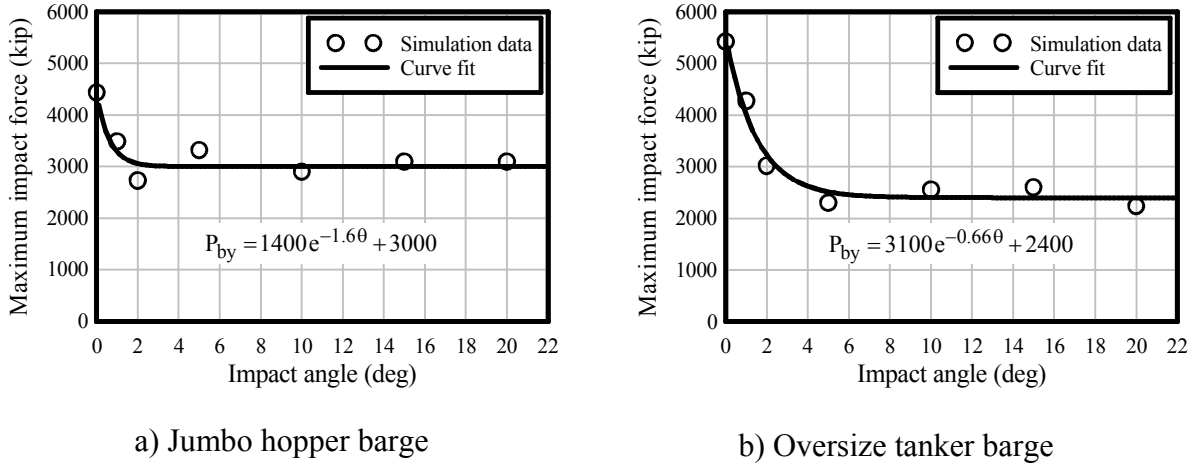 6000
5000
4000
3000
2000
1000
0
Maximum impact force (kip)
Simulation data
Curve fit
P_by = 1400 e^{−1.6θ} + 3000
0 2 4 6 8 10 12 14 16 18 20 22
Impact angle (deg)
a) Jumbo hopper barge
6000
5000
4000
3000
2000
1000
0
Maximum impact force (kip)
Simulation data
Curve fit
P_by = 3100 e^{−0.66θ} + 2400
0 2 4 6 8 10 12 14 16 18 20 22
Impact angle (deg)
b) Oversize tanker barge